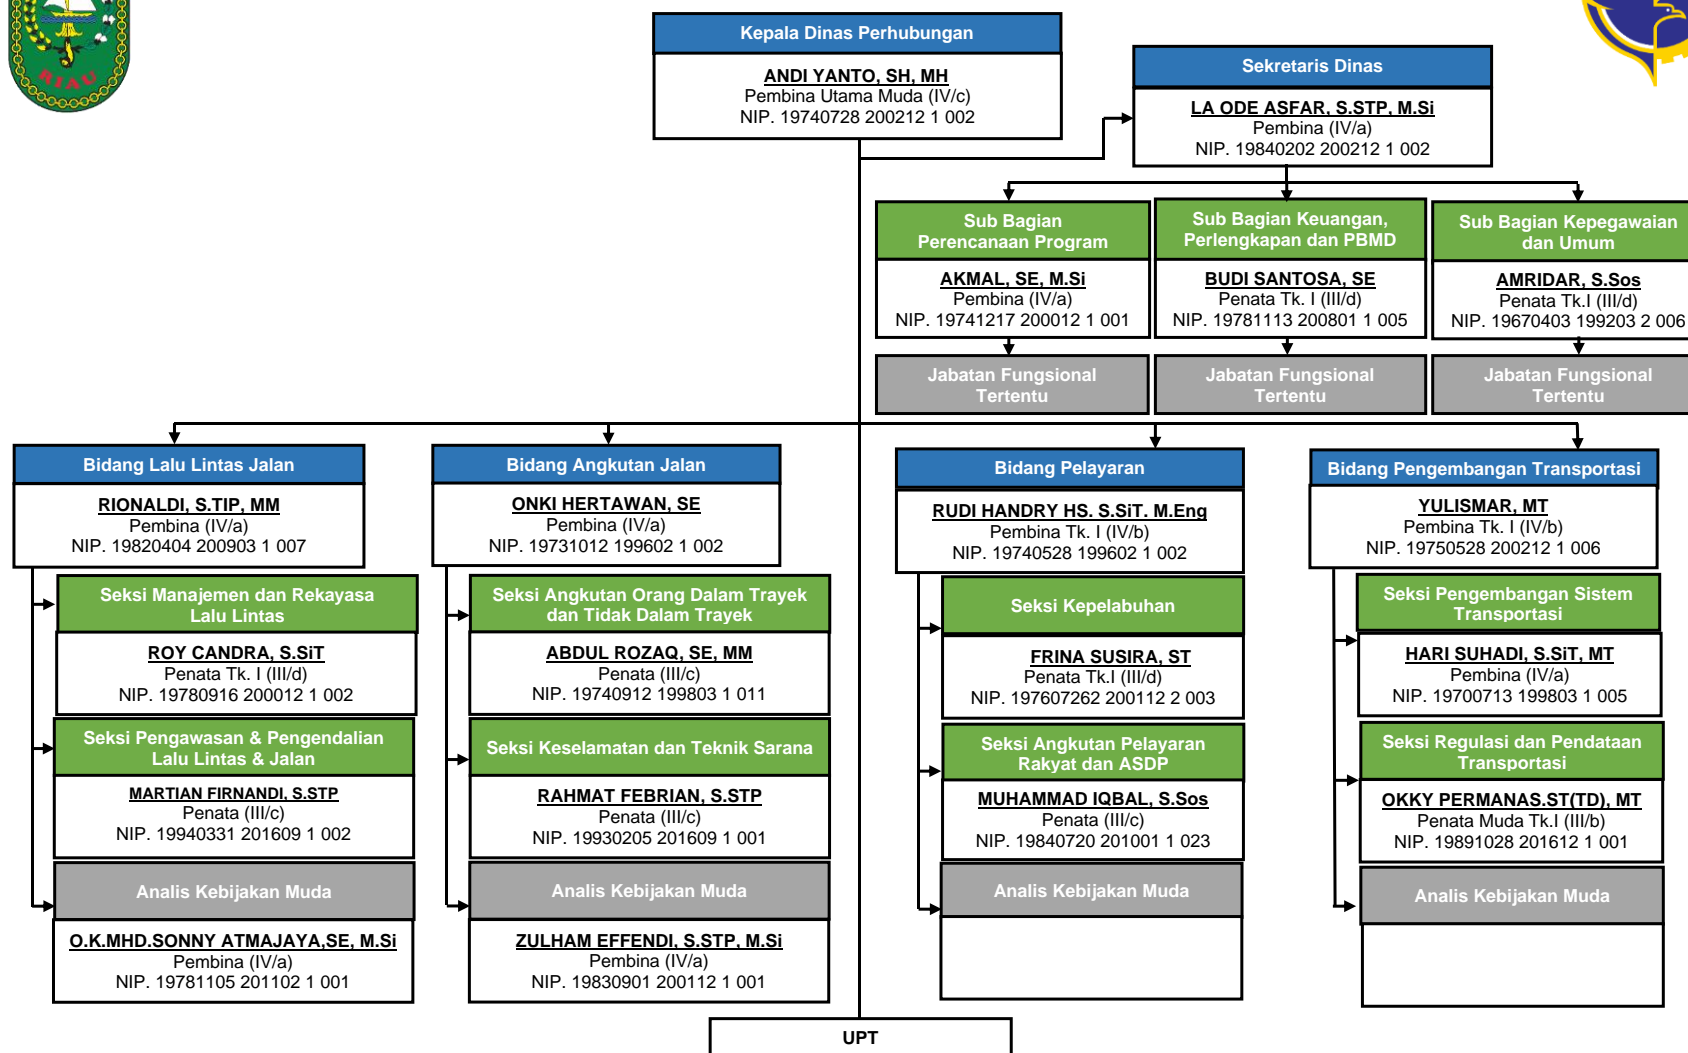 RIAU
Kepala Dinas Perhubungan
ANDI YANTO, SH, MH
Pembina Utama Muda (IV/c)
NIP. 19740728 200212 1 002
Sekretaris Dinas
LA ODE ASFAR, S.STP, M.Si
Pembina (IV/a)
NIP. 19840202 200212 1 002
Sub Bagian
Perencanaan Program
AKMAL, SE, M.Si
Pembina (IV/a)
NIP. 19741217 200012 1 001
Jabatan Fungsional
Tertentu
Sub Bagian Keuangan,
Perlengkapan dan PBMD
BUDI SANTOSA, SE
Penata Tk. I (III/d)
NIP. 19781113 200801 1 005
Jabatan Fungsional
Tertentu
Sub Bagian Kepegawaian
dan Umum
AMRIDAR, S.Sos
Penata Tk.I (III/d)
NIP. 19670403 199203 2 006
Jabatan Fungsional
Tertentu
Bidang Lalu Lintas Jalan
RIONALDI, S.TIP, MM
Pembina (IV/a)
NIP. 19820404 200903 1 007
Seksi Manajemen dan Rekayasa
Lalu Lintas
ROY CANDRA, S.SiT
Penata Tk. I (III/d)
NIP. 19780916 200012 1 002
Seksi Pengawasan & Pengendalian
Lalu Lintas & Jalan
MARTIAN FIRNANDI, S.STP
Penata (III/c)
NIP. 19940331 201609 1 002
Analis Kebijakan Muda
O.K.MHD.SONNY ATMAJAYA,SE, M.Si
Pembina (IV/a)
NIP. 19781105 201102 1 001
Bidang Angkutan Jalan
ONKI HERTAWAN, SE
Pembina (IV/a)
NIP. 19731012 199602 1 002
Seksi Angkutan Orang Dalam Trayek
dan Tidak Dalam Trayek
ABDUL ROZAQ, SE, MM
Penata (III/c)
NIP. 19740912 199803 1 011
Seksi Keselamatan dan Teknik Sarana
RAHMAT FEBRIAN, S.STP
Penata (III/c)
NIP. 19930205 201609 1 001
Analis Kebijakan Muda
ZULHAM EFFENDI, S.STP, M.Si
Pembina (IV/a)
NIP. 19830901 200112 1 001
Bidang Pelayaran
RUDI HANDRY HS. S.SiT. M.Eng
Pembina Tk. I (IV/b)
NIP. 19740528 199602 1 002
Seksi Kepelabuhan
FRINA SUSIRA, ST
Penata Tk.I (III/d)
NIP. 197607262 200112 2 003
Seksi Angkutan Pelayaran
Rakyat dan ASDP
MUHAMMAD IQBAL, S.Sos
Penata (III/c)
NIP. 19840720 201001 1 023
Analis Kebijakan Muda
Bidang Pengembangan Transportasi
YULISMAR, MT
Pembina Tk. I (IV/b)
NIP. 19750528 200212 1 006
Seksi Pengembangan Sistem
Transportasi
HARI SUHADI, S.SiT, MT
Pembina (IV/a)
NIP. 19700713 199803 1 005
Seksi Regulasi dan Pendataan
Transportasi
OKKY PERMANAS.ST(TD), MT
Penata Muda Tk.I (III/b)
NIP. 19891028 201612 1 001
Analis Kebijakan Muda
UPT